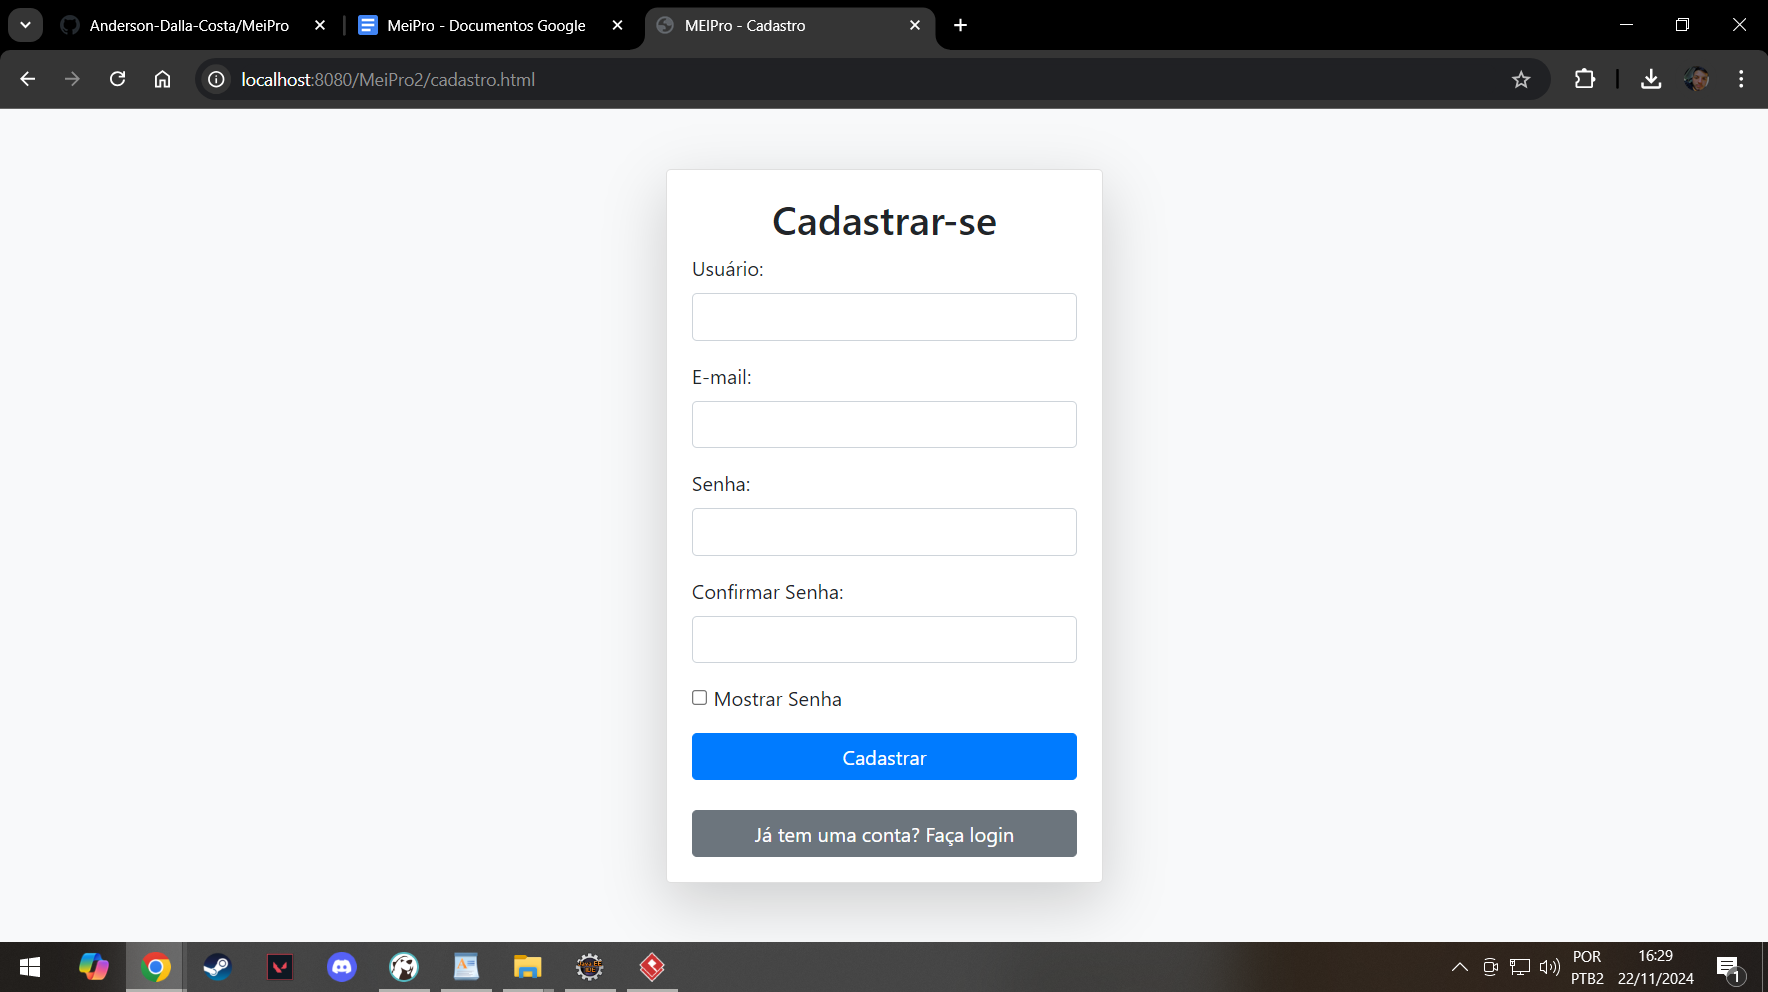 Anderson-Dalla-Costa/MeiPro
MeiPro - Documentos Google
MEIPro - Cadastro
localhost:8080/MeiPro2/cadastro.html
Cadastrar-se
Usuário:
E-mail:
Senha:
Confirmar Senha:
Mostrar Senha
Cadastrar
Já tem uma conta? Faça login
POR
PTB2
16:29
22/11/2024
1